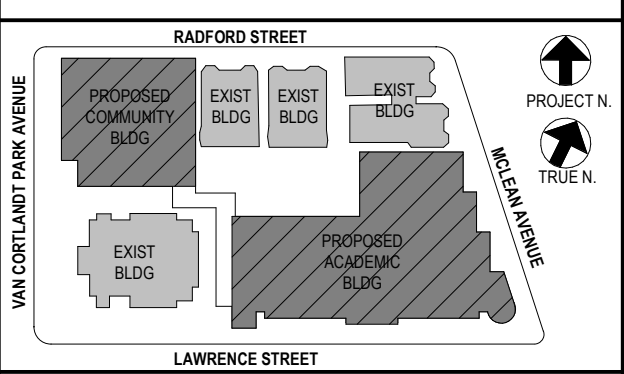 RADFORD STREET
VAN CORTLANDT PARK AVENUE
PROPOSED
COMMUNITY
BLDG
EXIST
BLDG
EXIST
BLDG
EXIST
BLDG
PROJECT N.
MCLEAN AVENUE
TRUE N.
EXIST
BLDG
PROPOSED
ACADEMIC
BLDG
LAWRENCE STREET